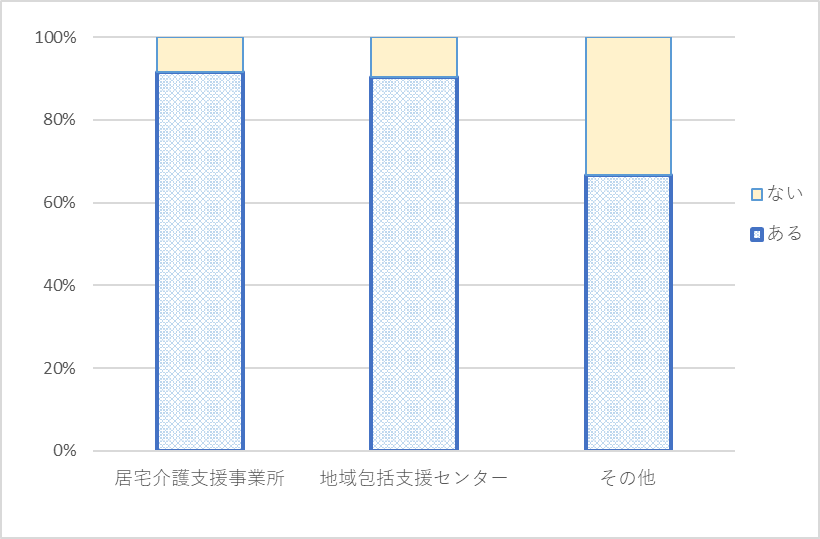 100%
80%
60%
40%
20%
0%
居宅介護支援事業所
地域包括支援センター
その他
ない
ある